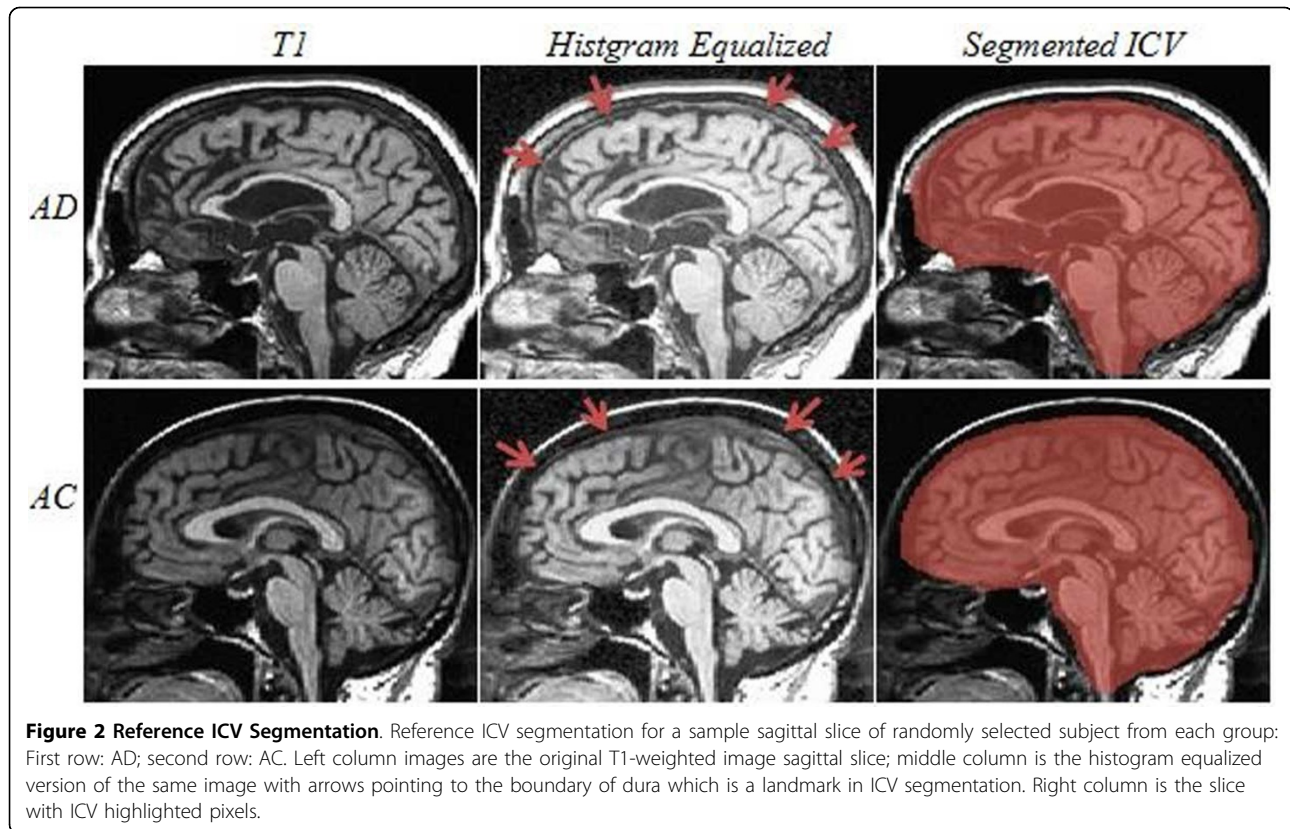 T1 Histgram Equalized Segmented ICV
AD
AC
Figure 2 Reference ICV Segmentation. Reference ICV segmentation for a sample sagittal slice of randomly selected subject from each group:
First row: AD; second row: AC. Left column images are the original T1-weighted image sagittal slice; middle column is the histogram equalized
version of the same image with arrows pointing to the boundary of dura which is a landmark in ICV segmentation. Right column is the slice
with ICV highlighted pixels.